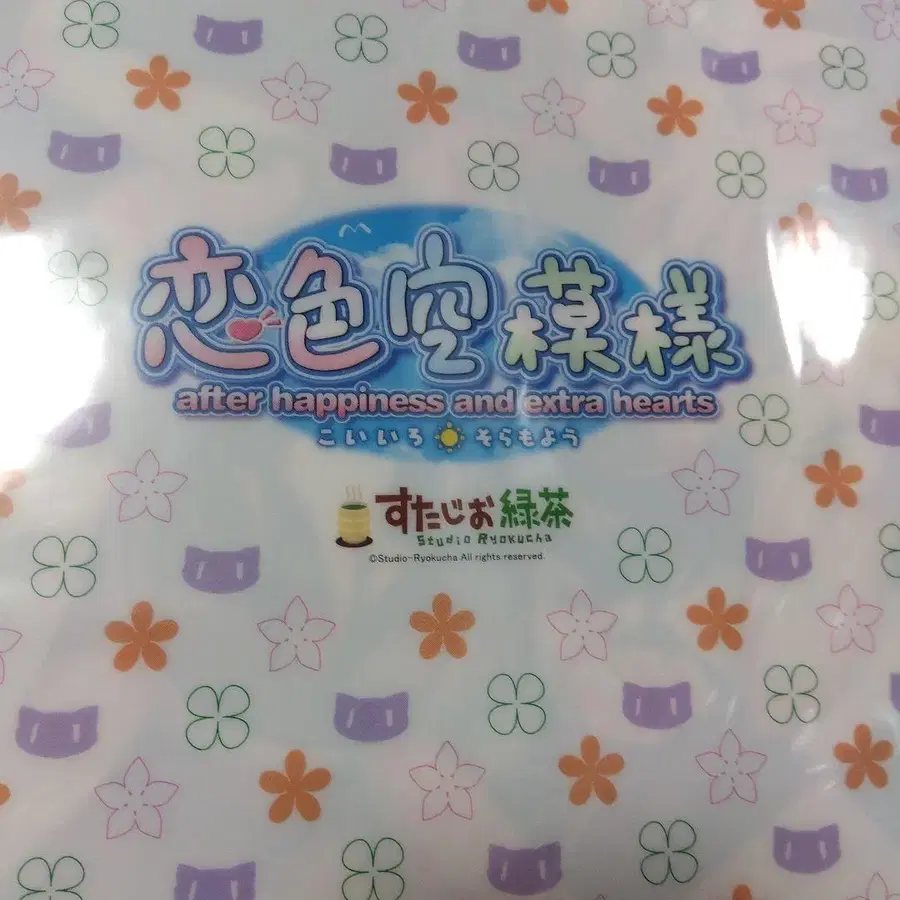 恋色空模様
after happiness and extra hearts
こいいろ そらもよう
すたじお緑茶
Studio Ryokucha
©Studio-Ryokucha All rights reserved.